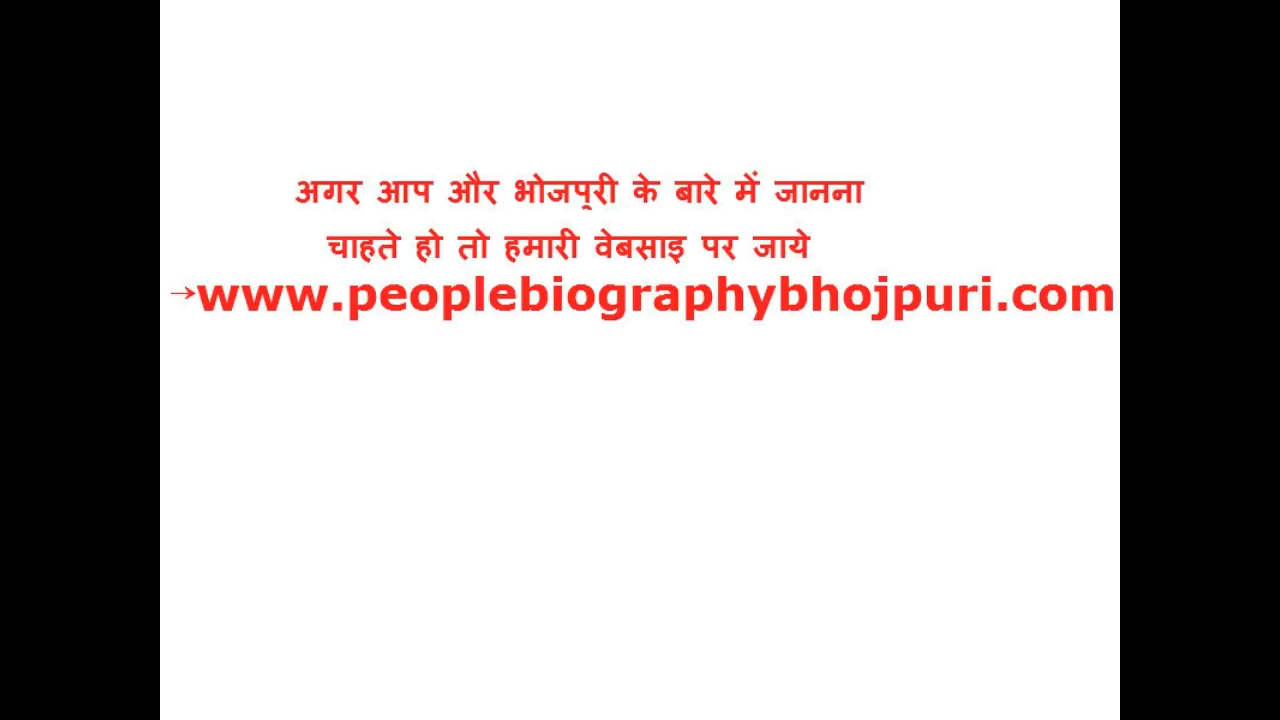 अगर आप और भोजपुरी के बारे में जानना
चाहते हो तो हमारी वेबसाइ पर जाये
→www.peoplebiographybhojpuri.com